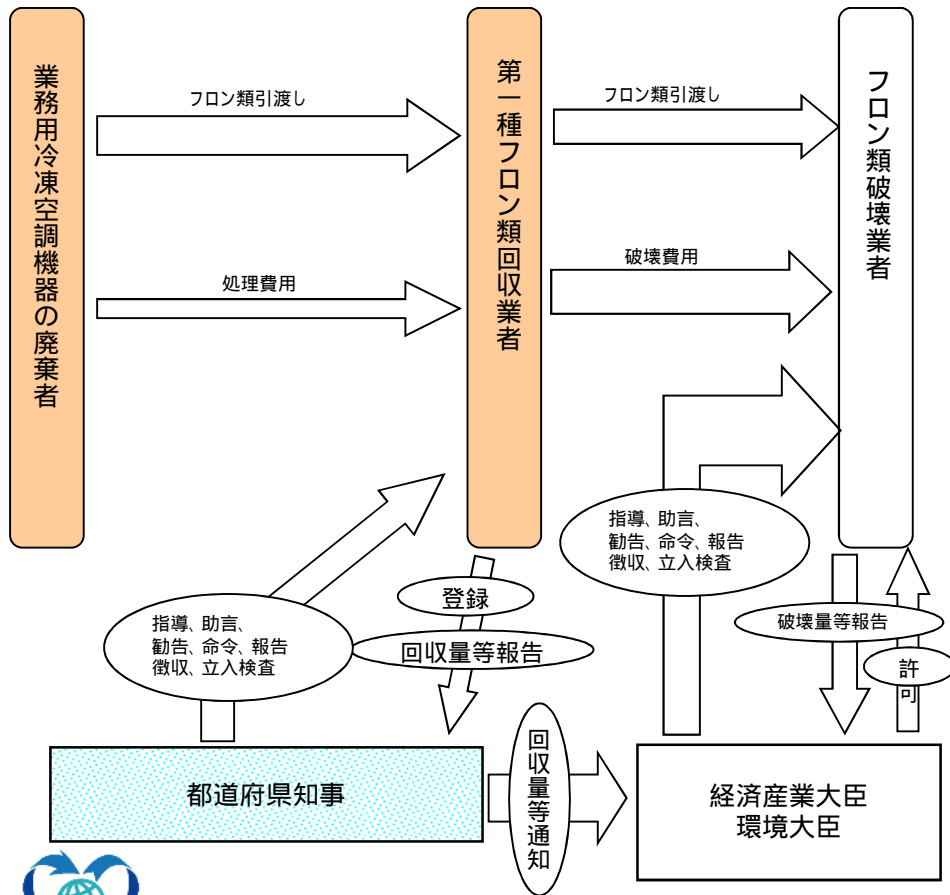 業務用冷凍空調機器の廃棄者
フロン類引渡し
処理費用
第一種フロン類回収業者
フロン類引渡し
破壊費用
フロン類破壊業者
指導、助言、
勧告、命令、報告
徴収、立入検査
登録
回収量等報告
指導、助言、
勧告、命令、報告
徴収、立入検査
破壊量等報告
許可
都道府県知事
回収量等通知
経済産業大臣
環境大臣